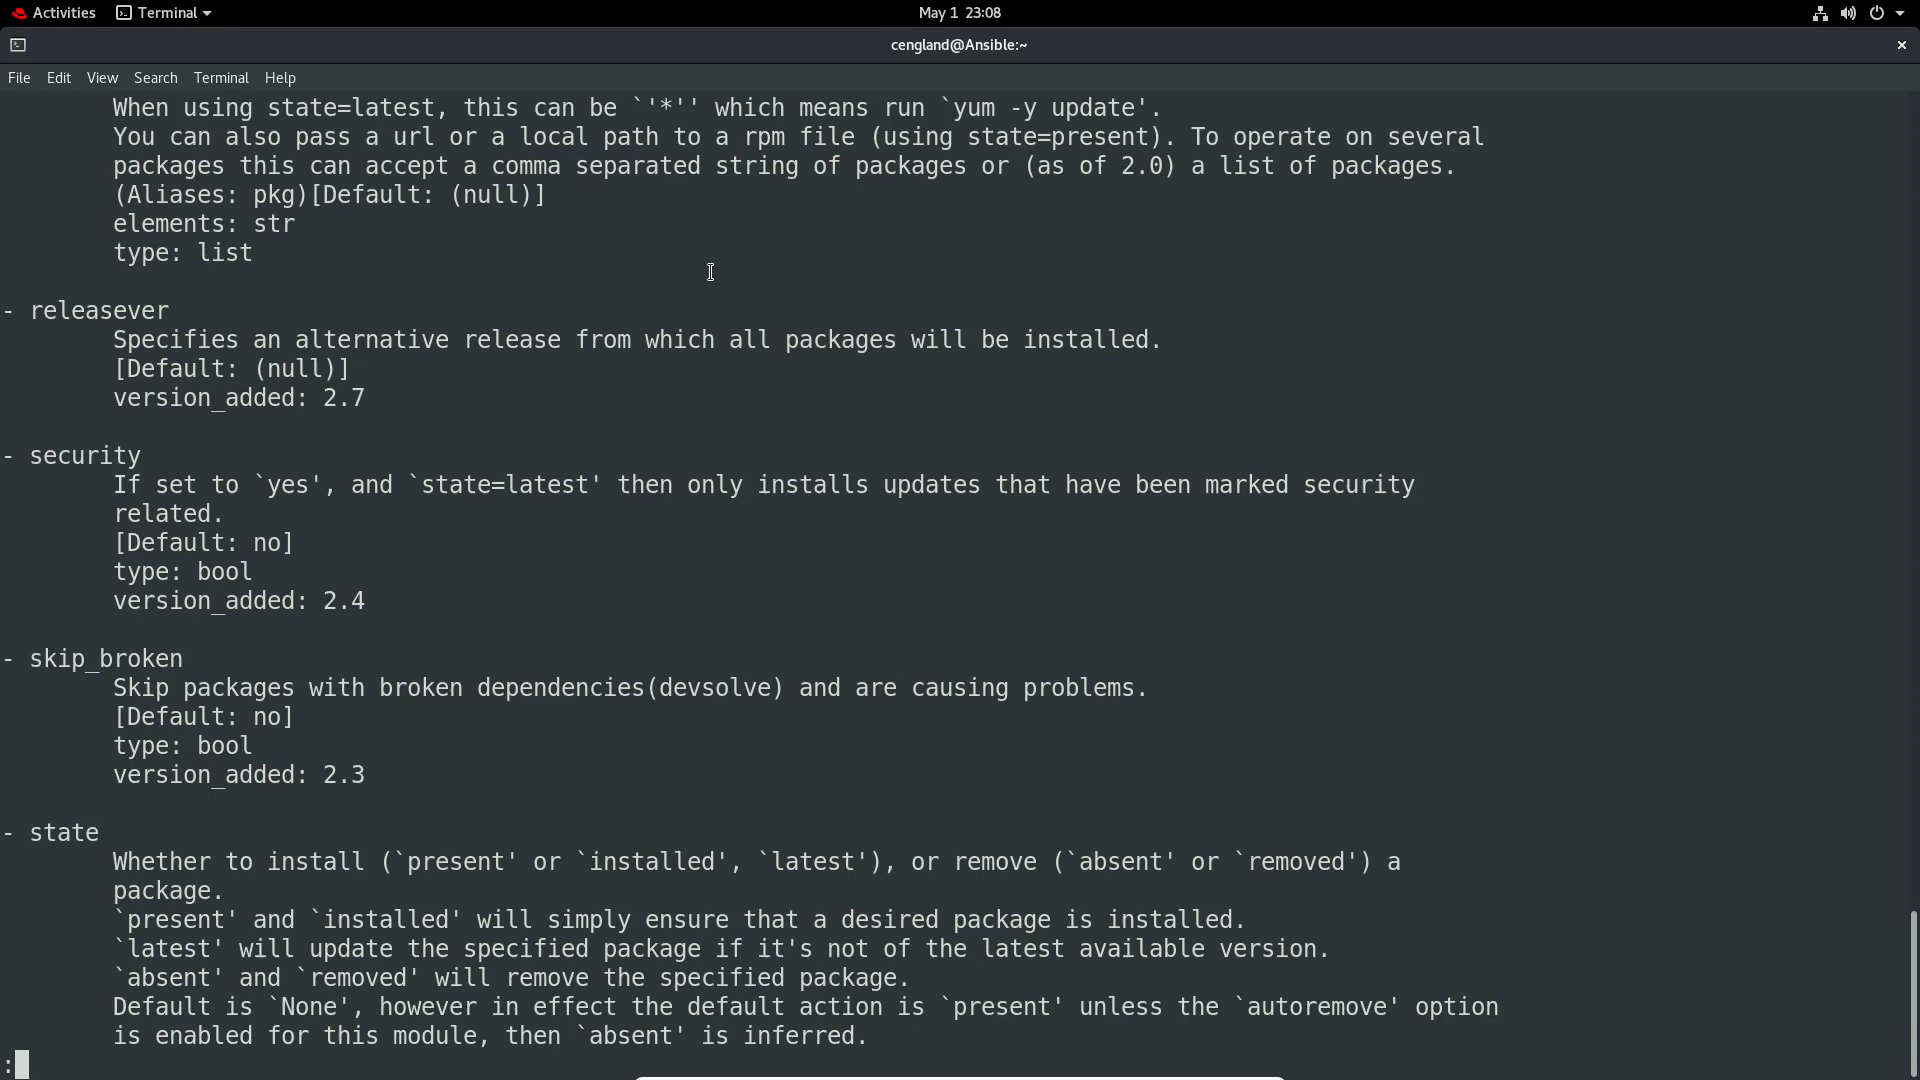 Activities Terminal May 1 23:08
cengland@Ansible:~
File Edit View Search Terminal Help
When using state=latest, this can be `'*'' which means run `yum -y update'.
You can also pass a url or a local path to a rpm file (using state=present). To operate on several
packages this can accept a comma separated string of packages or (as of 2.0) a list of packages.
(Aliases: pkg)[Default: (null)]
elements: str
type: list
- releasever
Specifies an alternative release from which all packages will be installed.
[Default: (null)]
version_added: 2.7
- security
If set to `yes', and `state=latest' then only installs updates that have been marked security
related.
[Default: no]
type: bool
version_added: 2.4
- skip_broken
Skip packages with broken dependencies(devsolve) and are causing problems.
[Default: no]
type: bool
version_added: 2.3
- state
Whether to install (`present' or `installed', `latest'), or remove (`absent' or `removed') a
package.
`present' and `installed' will simply ensure that a desired package is installed.
`latest' will update the specified package if it's not of the latest available version.
`absent' and `removed' will remove the specified package.
Default is `None', however in effect the default action is `present' unless the `autoremove' option
is enabled for this module, then `absent' is inferred.
: